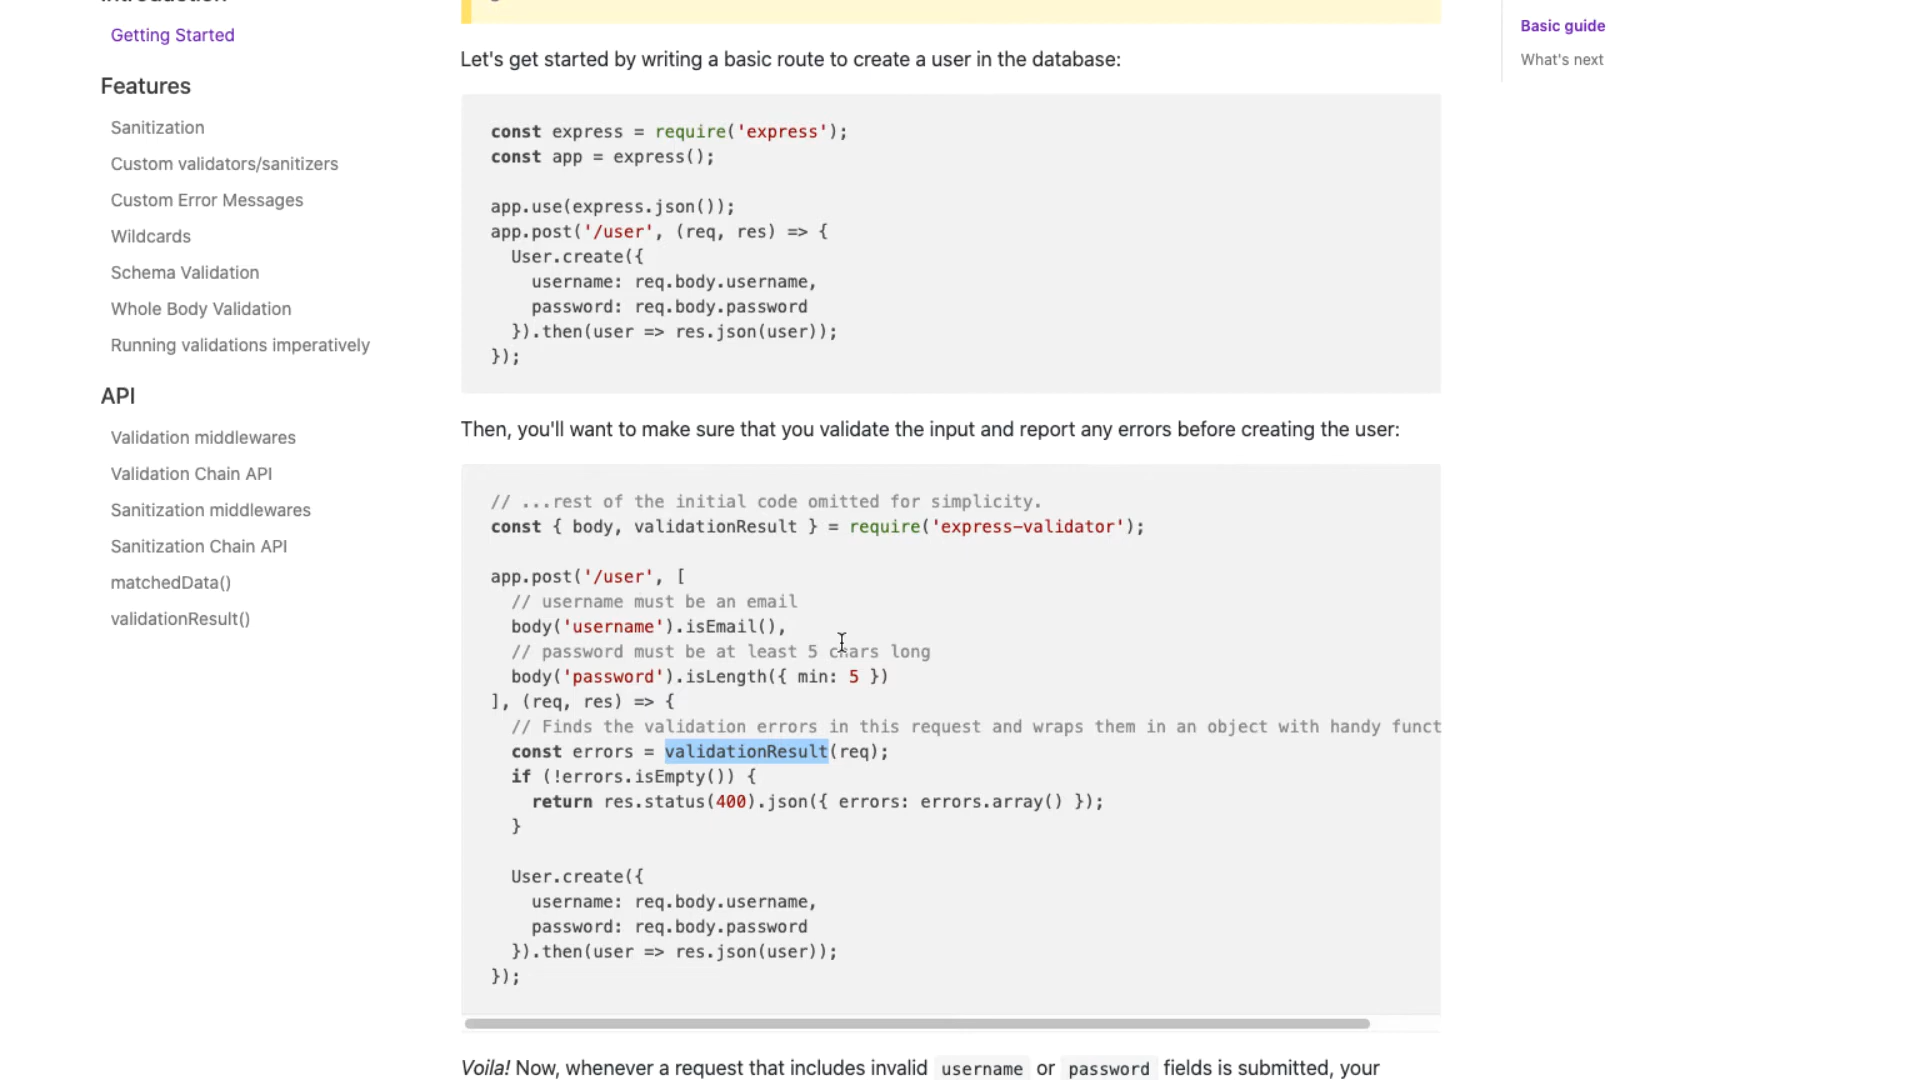 Getting Started
Features
Sanitization
Custom validators/sanitizers
Custom Error Messages
Wildcards
Schema Validation
Whole Body Validation
Running validations imperatively
API
Validation middlewares
Validation Chain API
Sanitization middlewares
Sanitization Chain API
matchedData()
validationResult()
Let's get started by writing a basic route to create a user in the database:
const express = require('express');
const app = express();
app.use(express.json());
app.post('/user', (req, res) => {
  User.create({
    username: req.body.username,
    password: req.body.password
  }).then(user => res.json(user));
});
Then, you'll want to make sure that you validate the input and report any errors before creating the user:
// ...rest of the initial code omitted for simplicity.
const { body, validationResult } = require('express-validator');
app.post('/user', [
  // username must be an email
  body('username').isEmail(),
  // password must be at least 5 chars long
  body('password').isLength({ min: 5 })
], (req, res) => {
  // Finds the validation errors in this request and wraps them in an object with handy funct
  const errors = validationResult(req);
  if (!errors.isEmpty()) {
    return res.status(400).json({ errors: errors.array() });
  }
  User.create({
    username: req.body.username,
    password: req.body.password
  }).then(user => res.json(user));
});
Voila! Now, whenever a request that includes invalid username or password fields is submitted, your
Basic guide
What's next